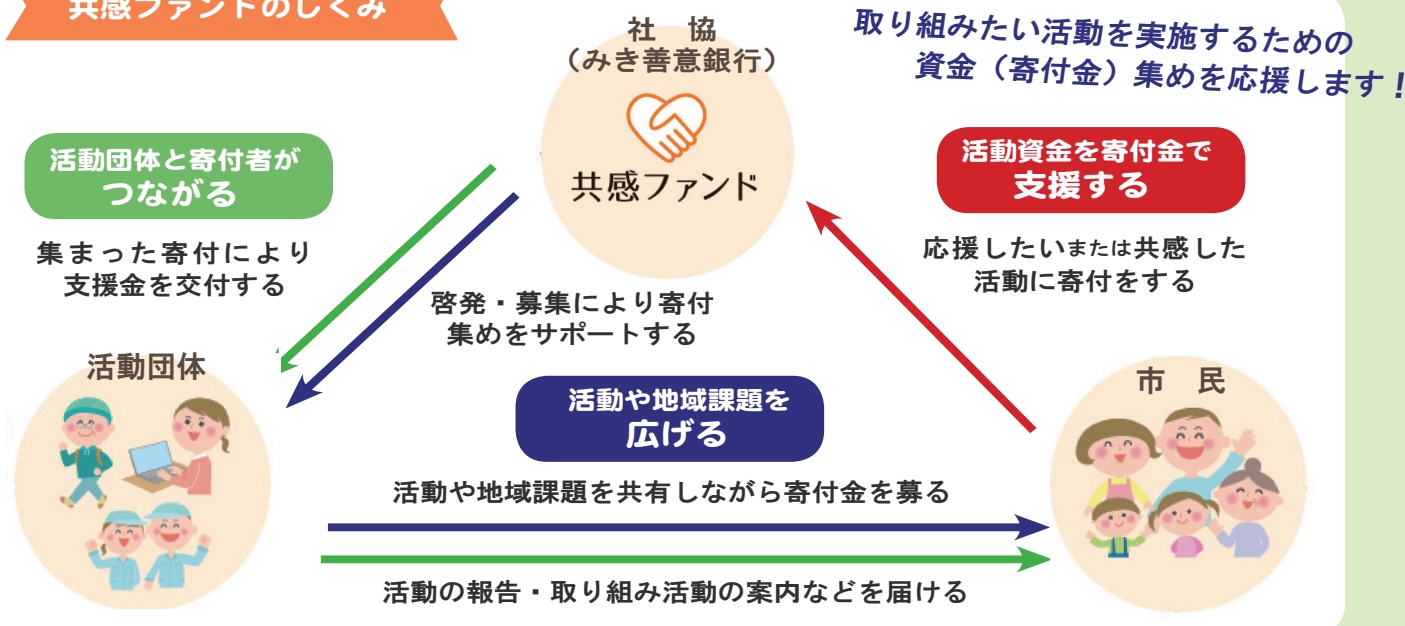 共感ファンドのしくみ
取り組みたい活動を実施するための
資金（寄付金）集めを応援します！
社　協
（みき善意銀行）
共感ファンド
活動団体と寄付者が
つながる
集まった寄付により
支援金を交付する
活動資金を寄付金で
支援する
応援したいまたは共感した
活動に寄付をする
啓発・募集により寄付
集めをサポートする
活動団体
市　民
活動や地域課題を
広げる
活動や地域課題を共有しながら寄付金を募る
活動の報告・取り組み活動の案内などを届ける